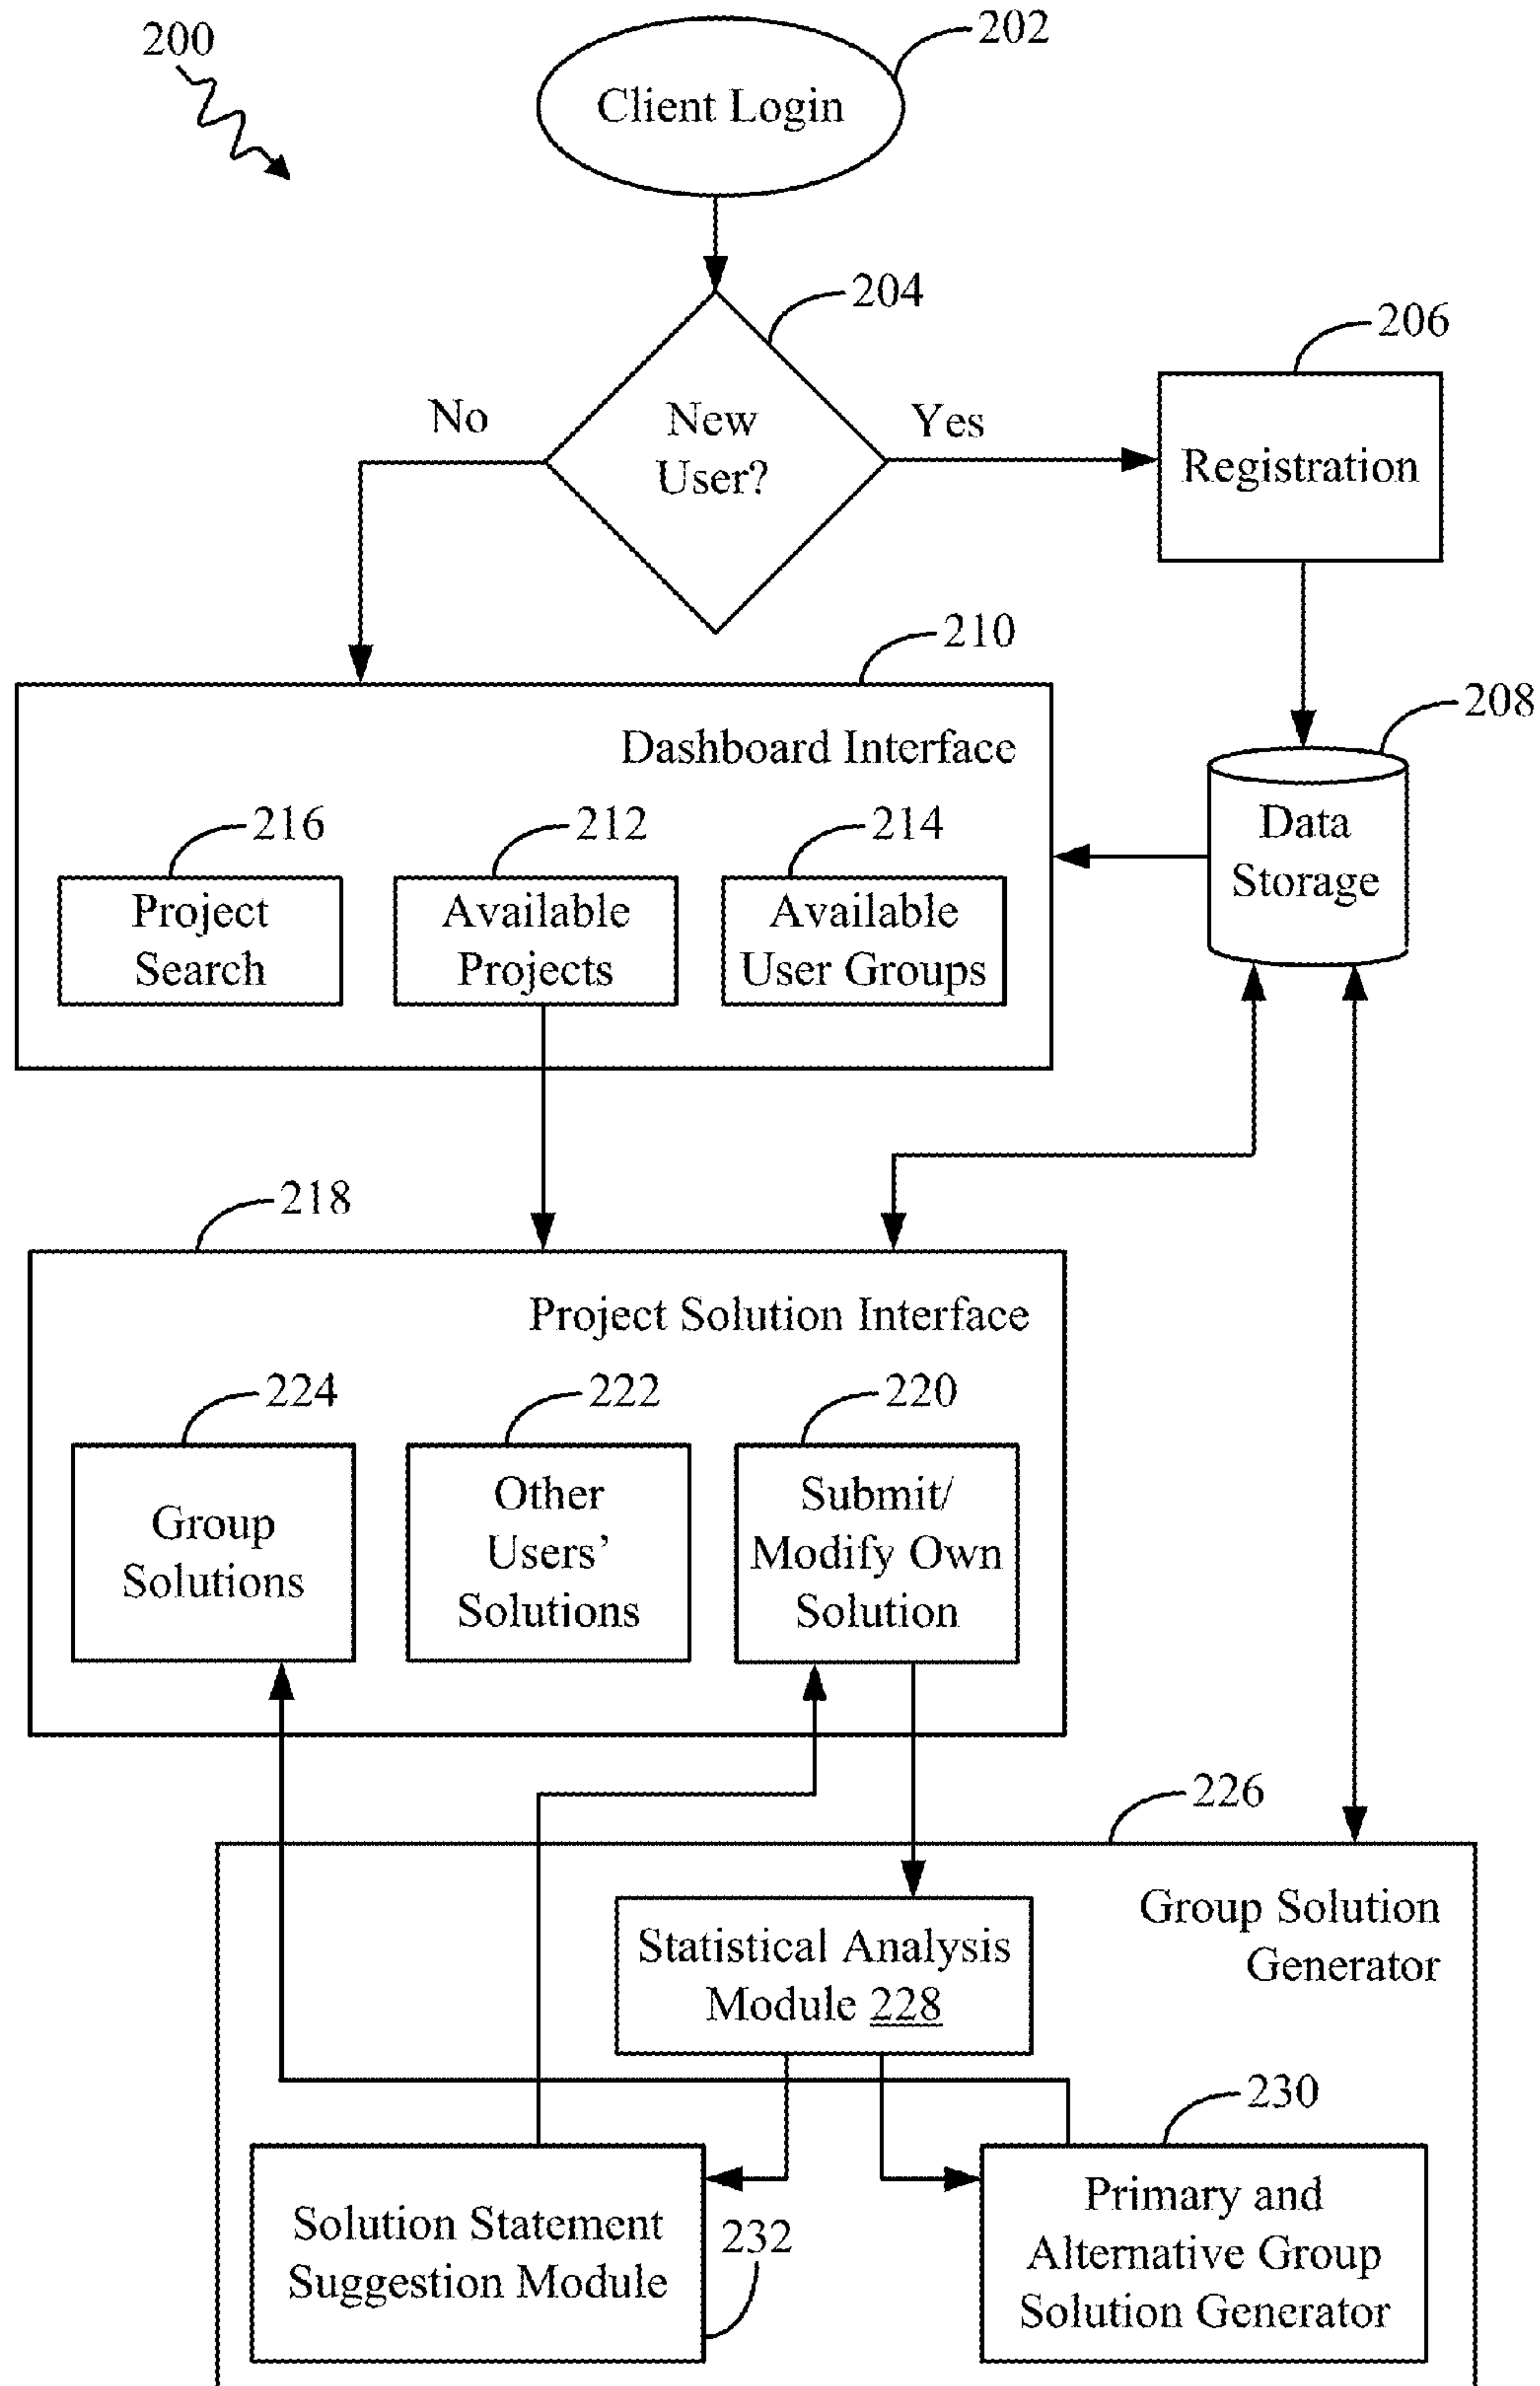 200
202
Client Login
204
206
No
New
User?
Yes
Registration
210
208
Dashboard Interface
Data
Storage
216
212
214
Project
Search
Available
Projects
Available
User Groups
218
Project Solution Interface
224
222
220
Group
Solutions
Other
Users’
Solutions
Submit/
Modify Own
Solution
226
Group Solution
Generator
Statistical Analysis
Module 228
230
Solution Statement
Suggestion Module
232
Primary and
Alternative Group
Solution Generator